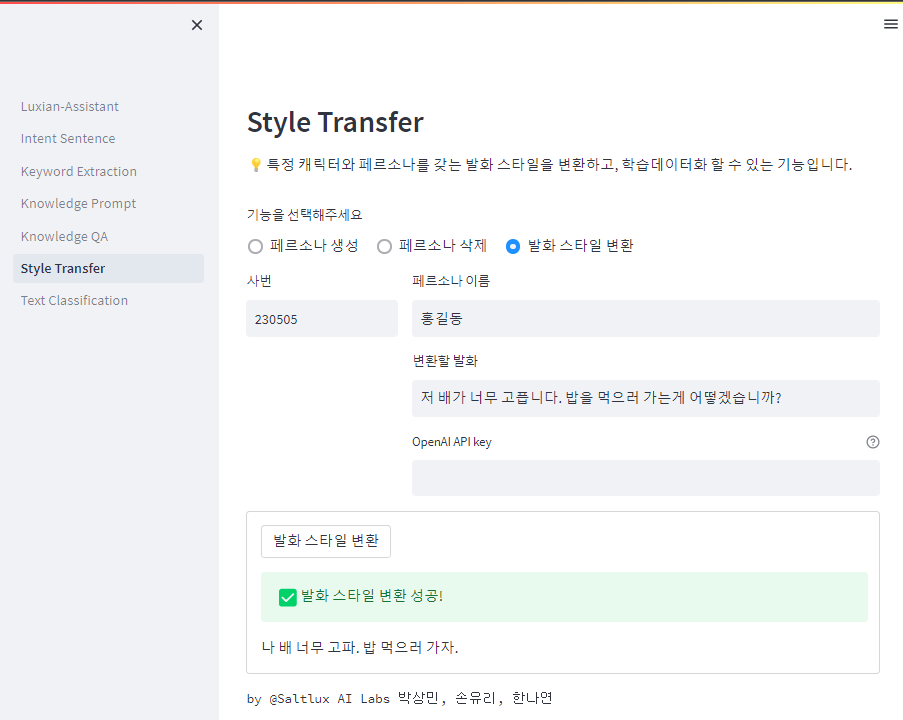 Luxian-Assistant
Intent Sentence
Keyword Extraction
Knowledge Prompt
Knowledge QA
Style Transfer
Text Classification
Style Transfer
💡 특정 캐릭터와 페르소나를 갖는 발화 스타일을 변환하고, 학습데이터화 할 수 있는 기능입니다.
기능을 선택해주세요
페르소나 생성 페르소나 삭제 발화 스타일 변환
사번 페르소나 이름
230505 홍길동
변환할 발화
저 배가 너무 고픕니다. 밥을 먹으러 가는게 어떻겠습니까?
OpenAI API key
발화 스타일 변환
✅ 발화 스타일 변환 성공!
나 배 너무 고파. 밥 먹으러 가자.
by @Saltlux AI Labs 박상민, 손유리, 한나연